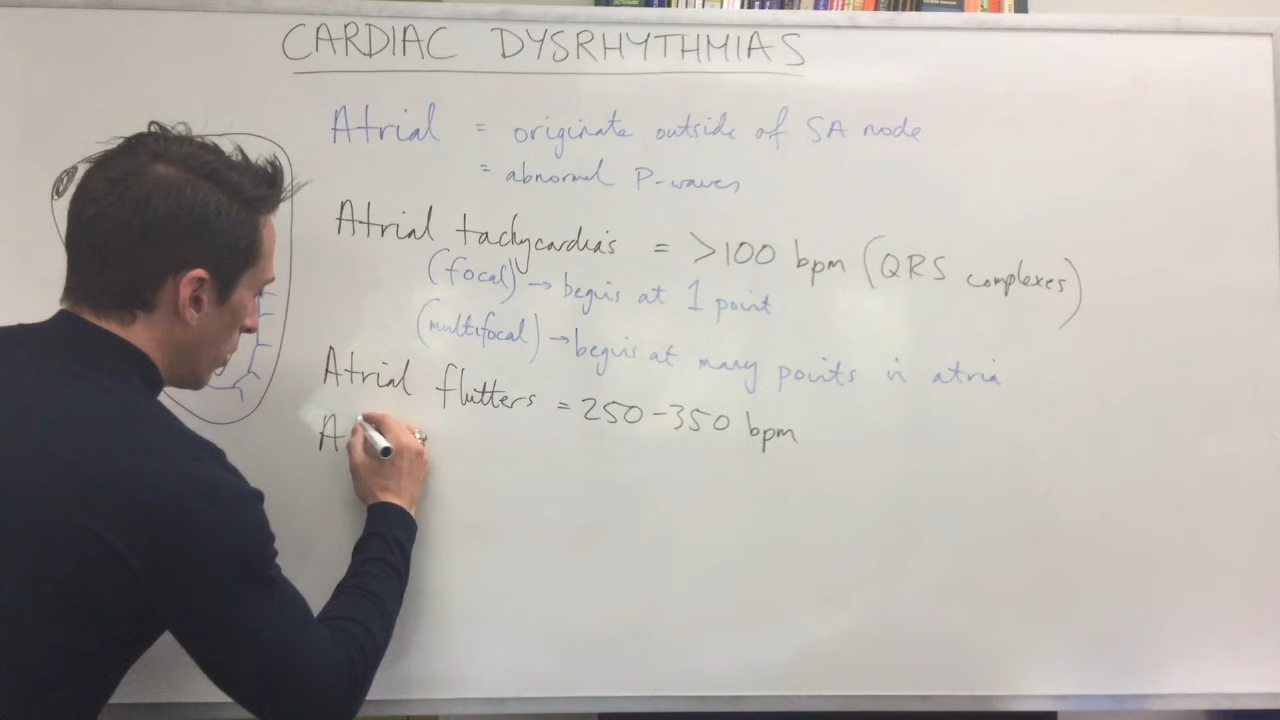 CARDIAC DYSRHYTHMIAS
Atrial = originate outside of SA node
= abnormal P-waves
Atrial tachycardias = >100 bpm (QRS complexes)
(focal) → begins at 1 point
(multifocal) → begins at many points in atria
Atrial flutters = 250-350 bpm
A